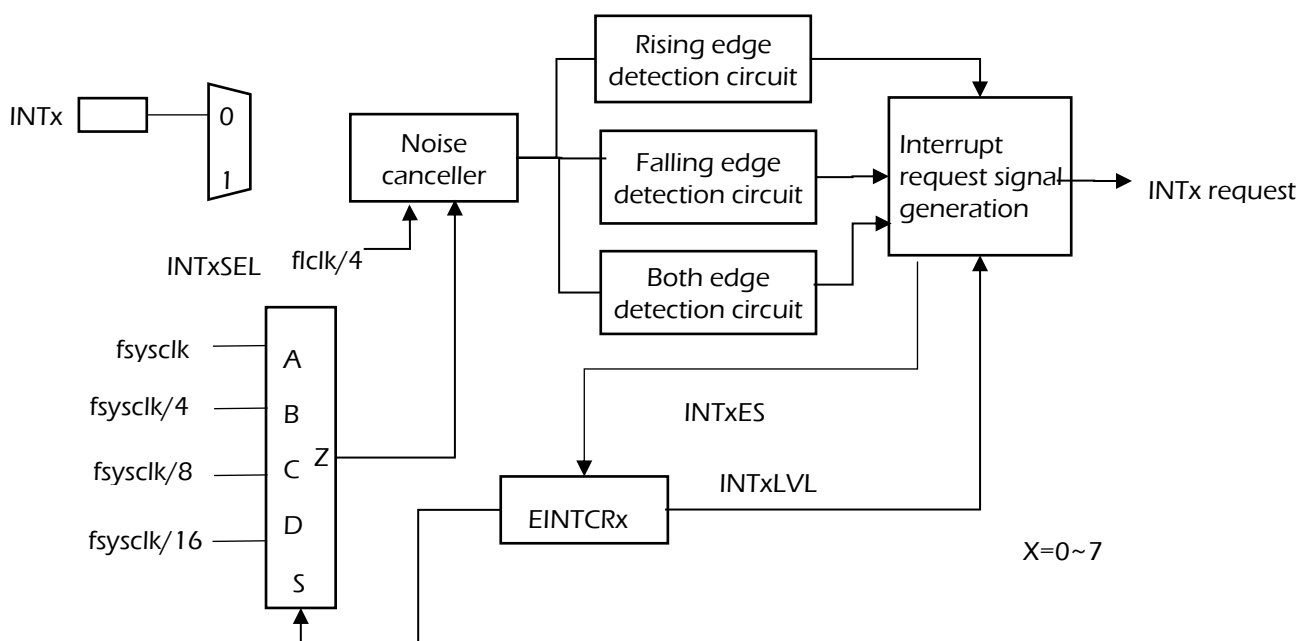 Rising edge
detection circuit
INTx
0
1
Noise
canceller
Falling edge
detection circuit
Interrupt
request signal
generation
INTx request
INTxSEL
flclk/4
Both edge
detection circuit
fsysclk
A
fsysclk/4
B
fsysclk/8
C
Z
fsysclk/16
D
S
INTxES
INTxLVL
EINTCRx
X=0~7